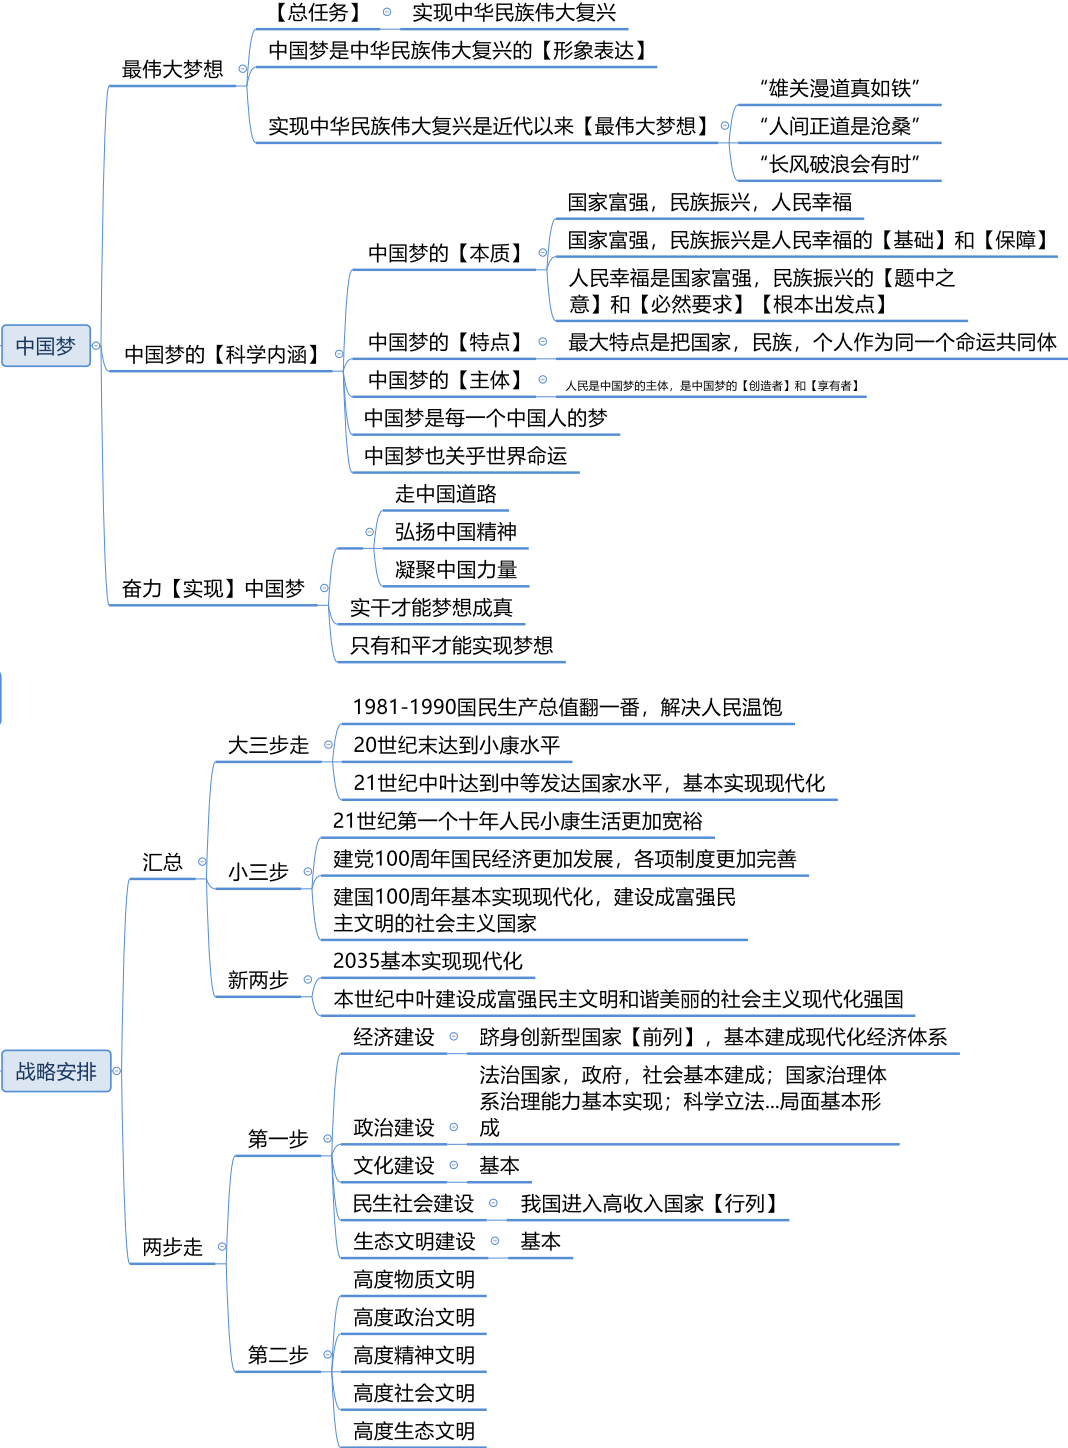 【总任务】
实现中华民族伟大复兴
中国梦是中华民族伟大复兴的【形象表达】
最伟大梦想
“雄关漫道真如铁”
实现中华民族伟大复兴是近代以来【最伟大梦想】
“人间正道是沧桑”
“长风破浪会有时”
国家富强，民族振兴，人民幸福
中国梦的【本质】
国家富强，民族振兴是人民幸福的【基础】和【保障】
人民幸福是国家富强，民族振兴的【题中之
意】和【必然要求】【根本出发点】
中国梦
中国梦的【科学内涵】
中国梦的【特点】
最大特点是把国家，民族，个人作为同一个命运共同体
中国梦的【主体】
人民是中国梦的主体，是中国梦的【创造者】和【享有者】
中国梦是每一个中国人的梦
中国梦也关乎世界命运
走中国道路
弘扬中国精神
凝聚中国力量
奋力【实现】中国梦
实干才能梦想成真
只有和平才能实现梦想
1981-1990国民生产总值翻一番，解决人民温饱
大三步走
20世纪末达到小康水平
21世纪中叶达到中等发达国家水平，基本实现现代化
21世纪第一个十年人民小康生活更加宽裕
汇总
小三步
建党100周年国民经济更加发展，各项制度更加完善
建国100周年基本实现现代化，建设成富强民
主文明的社会主义国家
新两步
2035基本实现现代化
本世纪中叶建设成富强民主文明和谐美丽的社会主义现代化强国
战略安排
经济建设
跻身创新型国家【前列】，基本建成现代化经济体系
法治国家，政府，社会基本建成；国家治理体
系治理能力基本实现；科学立法...局面基本形
成
第一步
政治建设
文化建设
基本
民生社会建设
我国进入高收入国家【行列】
两步走
生态文明建设
基本
高度物质文明
高度政治文明
第二步
高度精神文明
高度社会文明
高度生态文明